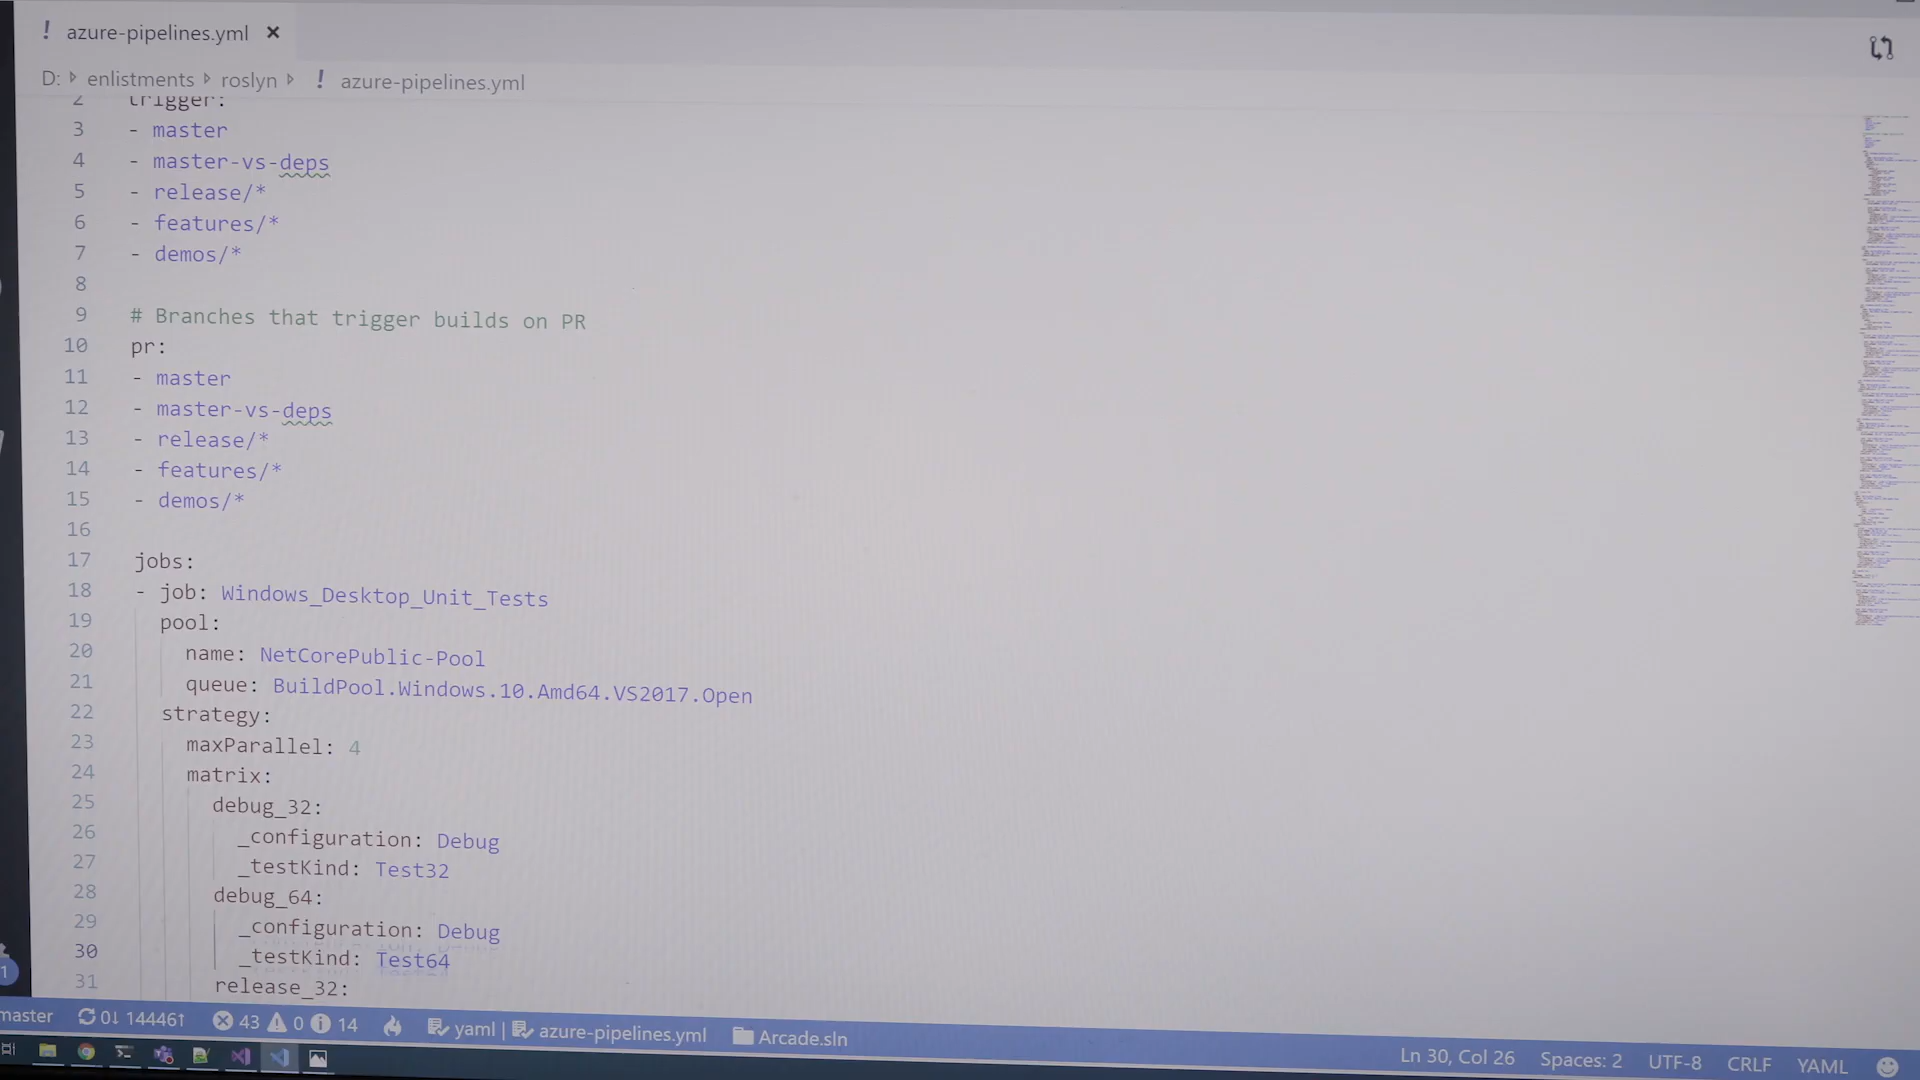 ! azure-pipelines.yml ×
D: enlistments roslyn ! azure-pipelines.yml
2 trigger:
3 - master
4 - master-vs-deps
5 - release/*
6 - features/*
7 - demos/*
8
9 # Branches that trigger builds on PR
10 pr:
11 - master
12 - master-vs-deps
13 - release/*
14 - features/*
15 - demos/*
16
17 jobs:
18 - job: Windows_Desktop_Unit_Tests
19 pool:
20 name: NetCorePublic-Pool
21 queue: BuildPool.Windows.10.Amd64.VS2017.Open
22 strategy:
23 maxParallel: 4
24 matrix:
25 debug_32:
26 _configuration: Debug
27 _testKind: Test32
28 debug_64:
29 _configuration: Debug
30 _testKind: Test64
31 release_32:
master 0↓ 14446↑ 43 0 14 yaml | azure-pipelines.yml Arcade.sln Ln 30, Col 26 Spaces: 2 UTF-8 CRLF YAML
1